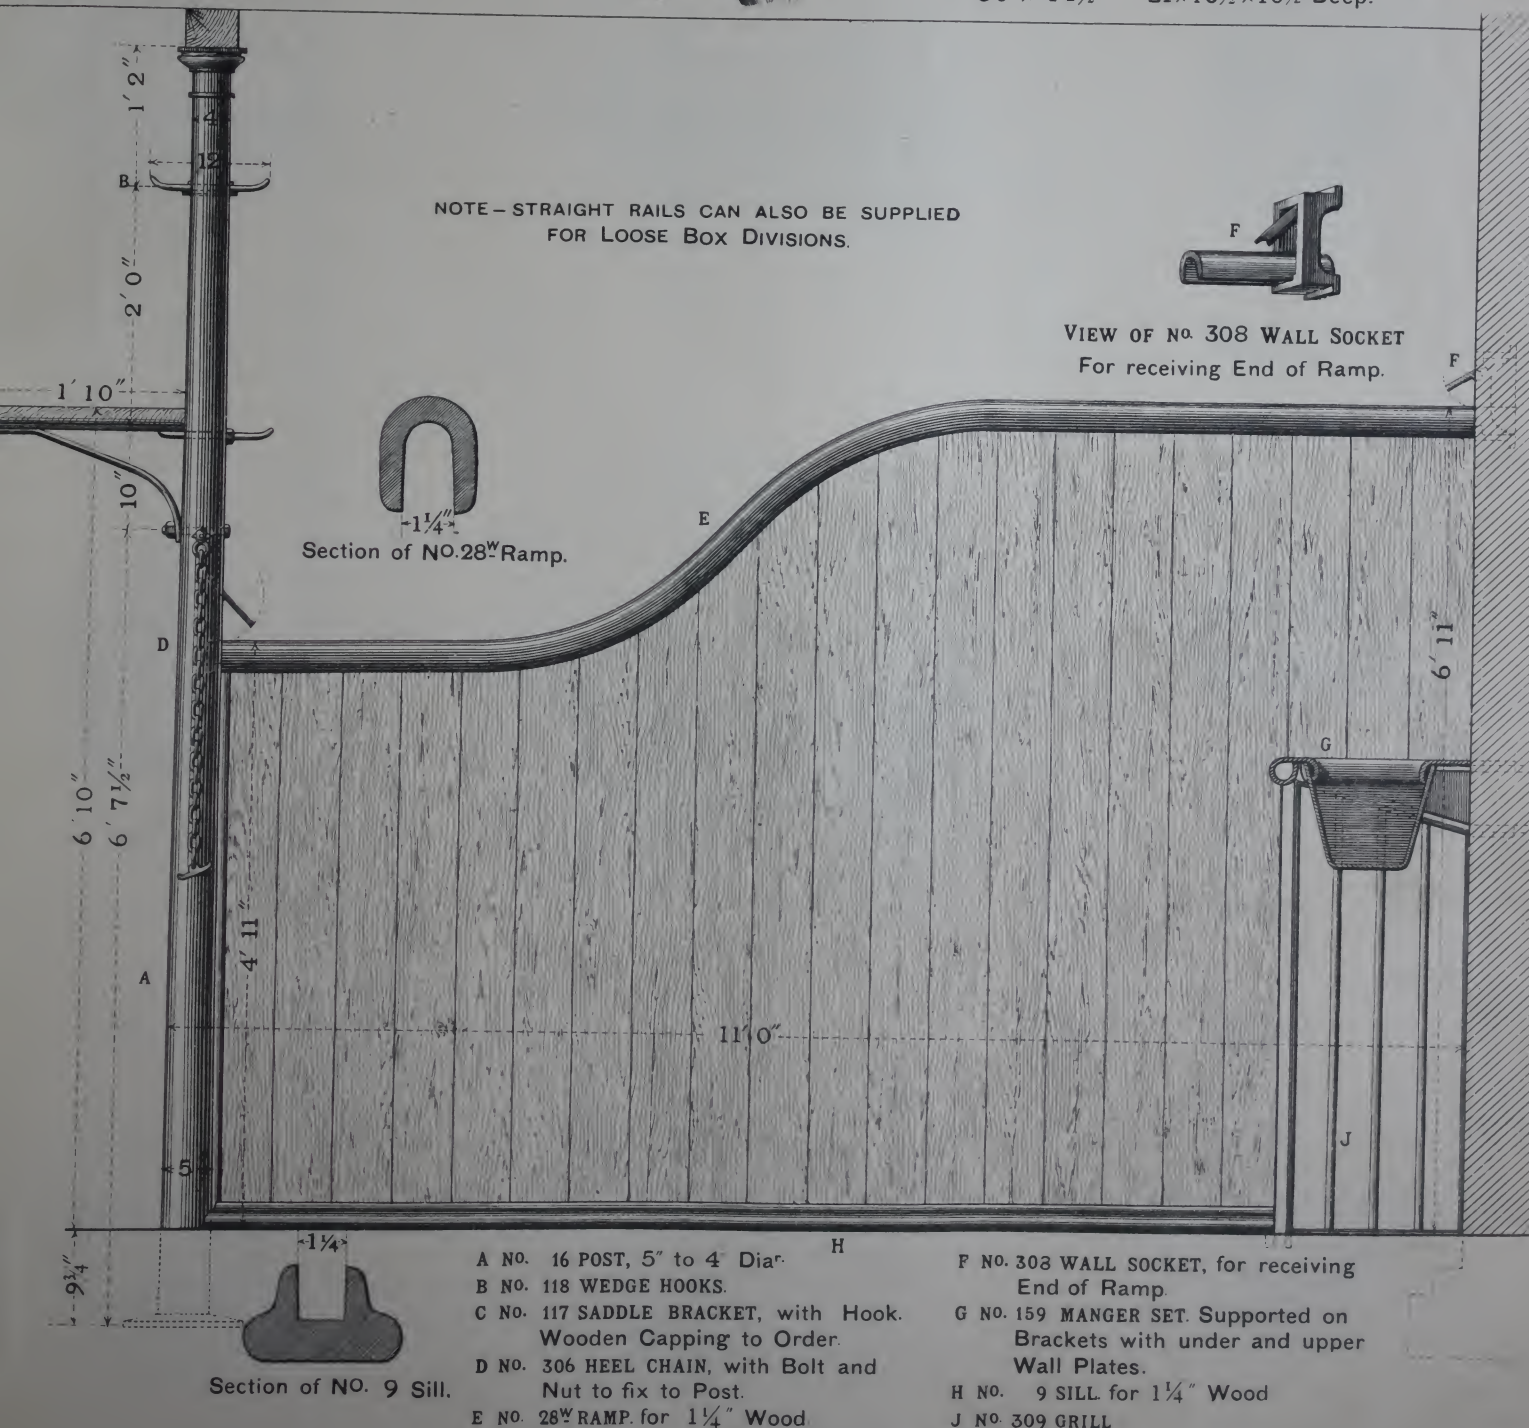 1' 2"
4
12
B
NOTE – STRAIGHT RAILS CAN ALSO BE SUPPLIED
FOR LOOSE BOX DIVISIONS.
F
2' 0"
VIEW OF NO. 308 WALL SOCKET
For receiving End of Ramp.
F
1' 10"
10"
1¼"
Section of NO. 28W Ramp.
E
D
6' 11"
G
6' 10"
6' 7½"
4' 11"
A
11' 0"
J
5
9¼"
1¼
H
Section of NO. 9 Sill.
A NO. 16 POST, 5" to 4 Diar.
B NO. 118 WEDGE HOOKS.
C NO. 117 SADDLE BRACKET, with Hook.
Wooden Capping to Order.
D NO. 306 HEEL CHAIN, with Bolt and
Nut to fix to Post.
E NO. 28W RAMP. for 1¼" Wood
F NO. 308 WALL SOCKET, for receiving
End of Ramp.
G NO. 159 MANGER SET. Supported on
Brackets with under and upper
Wall Plates.
H NO. 9 SILL. for 1¼" Wood
J NO. 309 GRILL